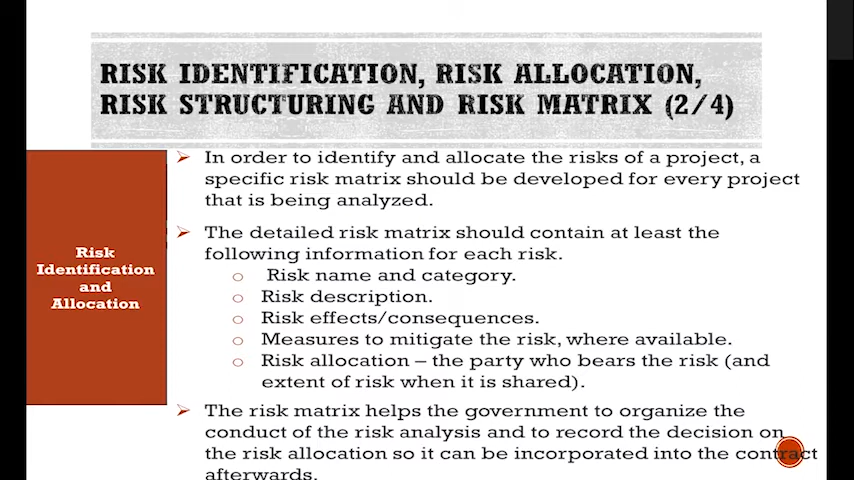 RISK IDENTIFICATION, RISK ALLOCATION,
RISK STRUCTURING AND RISK MATRIX (2/4)
Risk
Identification
and
Allocation
In order to identify and allocate the risks of a project, a
specific risk matrix should be developed for every project
that is being analyzed.
The detailed risk matrix should contain at least the
following information for each risk.
Risk name and category.
Risk description.
Risk effects/consequences.
Measures to mitigate the risk, where available.
Risk allocation – the party who bears the risk (and
extent of risk when it is shared).
The risk matrix helps the government to organize the
conduct of the risk analysis and to record the decision on
the risk allocation so it can be incorporated into the contract
afterwards.